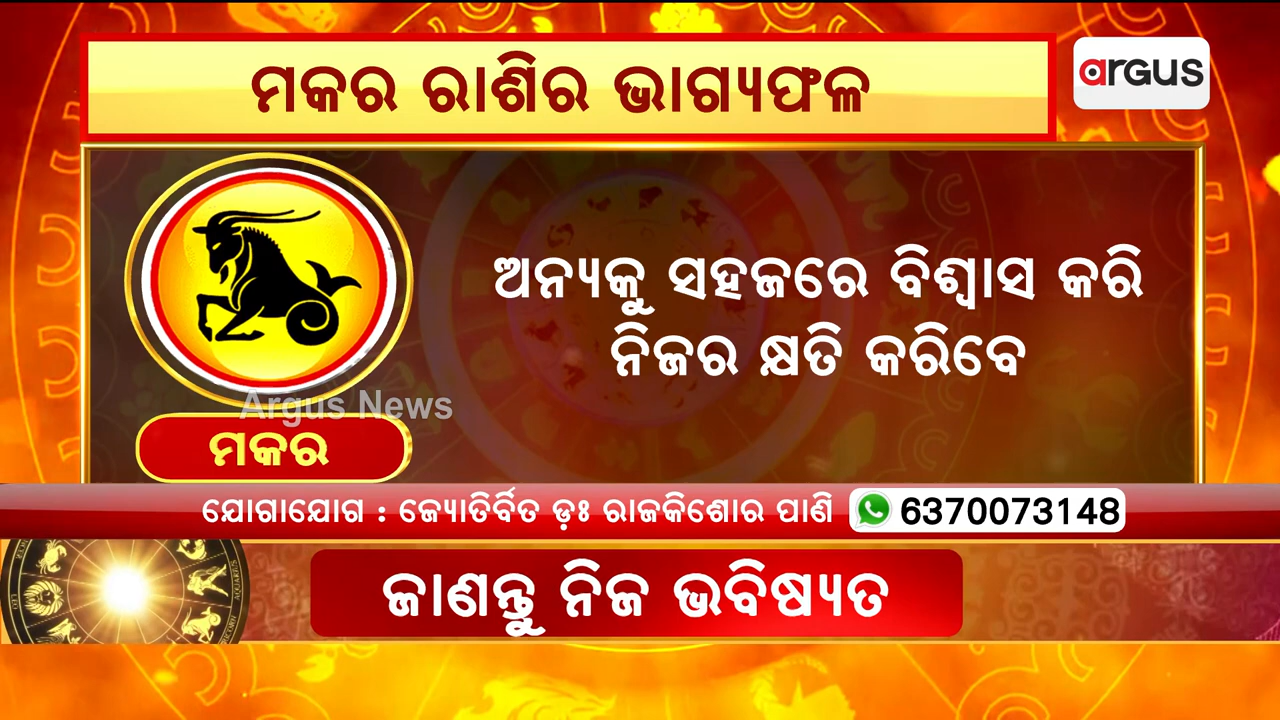 ମକର ରାଶିର ଭାଗ୍ୟଫଳ
argus
ଅନ୍ୟକୁ ସହଜରେ ବିଶ୍ୱାସ କରି
ନିଜର କ୍ଷତି କରିବେ
Argus News
ମକର
ଯୋଗାଯୋଗ : ଜ୍ୟୋତିର୍ବିତ ଡ଼ଃ ରାଜକିଶୋର ପାଣି 6370073148
ଜାଣନ୍ତୁ ନିଜ ଭବିଷ୍ୟତ